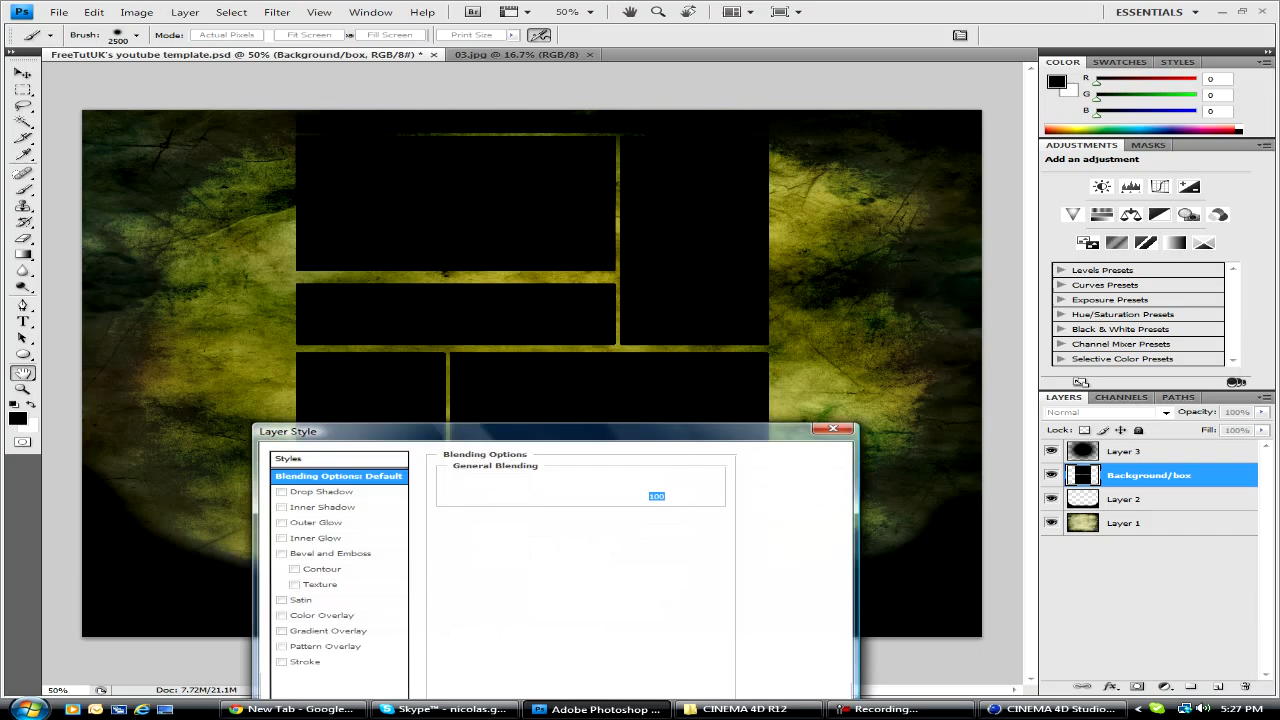 Ps File Edit Image Layer Select Filter View Window Help Br 50% ESSENTIALS
Brush: 2500 Mode: Actual Pixels Fit Screen Fill Screen Print Size
FreeTutUK's youtube template.psd @ 50% (Background/box, RGB/8#) * 03.jpg @ 16.7% (RGB/8#)
COLOR SWATCHES STYLES
R 0
G 0
B 0
ADJUSTMENTS MASKS
Add an adjustment
Levels Presets
Curves Presets
Exposure Presets
Hue/Saturation Presets
Black & White Presets
Channel Mixer Presets
Selective Color Presets
LAYERS CHANNELS PATHS
Normal Opacity: 100%
Lock: Fill: 100%
Layer 3
Background/box
Layer 2
Layer 1
Layer Style
Styles
Blending Options: Default
Drop Shadow
Inner Shadow
Outer Glow
Inner Glow
Bevel and Emboss
Contour
Texture
Satin
Color Overlay
Gradient Overlay
Pattern Overlay
Stroke
Blending Options
General Blending
100
50% Doc: 7.72M/21.1M
New Tab - Google... Skype™ - nicolas.g... Adobe Photoshop ... CINEMA 4D R12 Recording... CINEMA 4D Studio... 5:27 PM